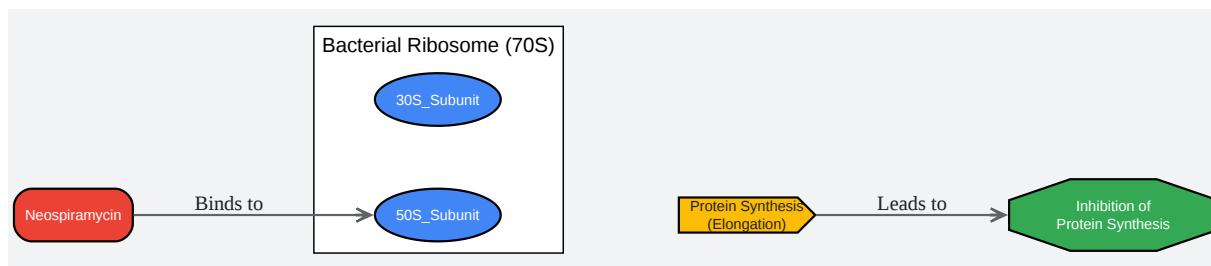 Bacterial Ribosome (70S)
30S_Subunit
Neospiramycin
Binds to
50S_Subunit
Protein Synthesis
(Elongation)
Leads to
Inhibition of
Protein Synthesis